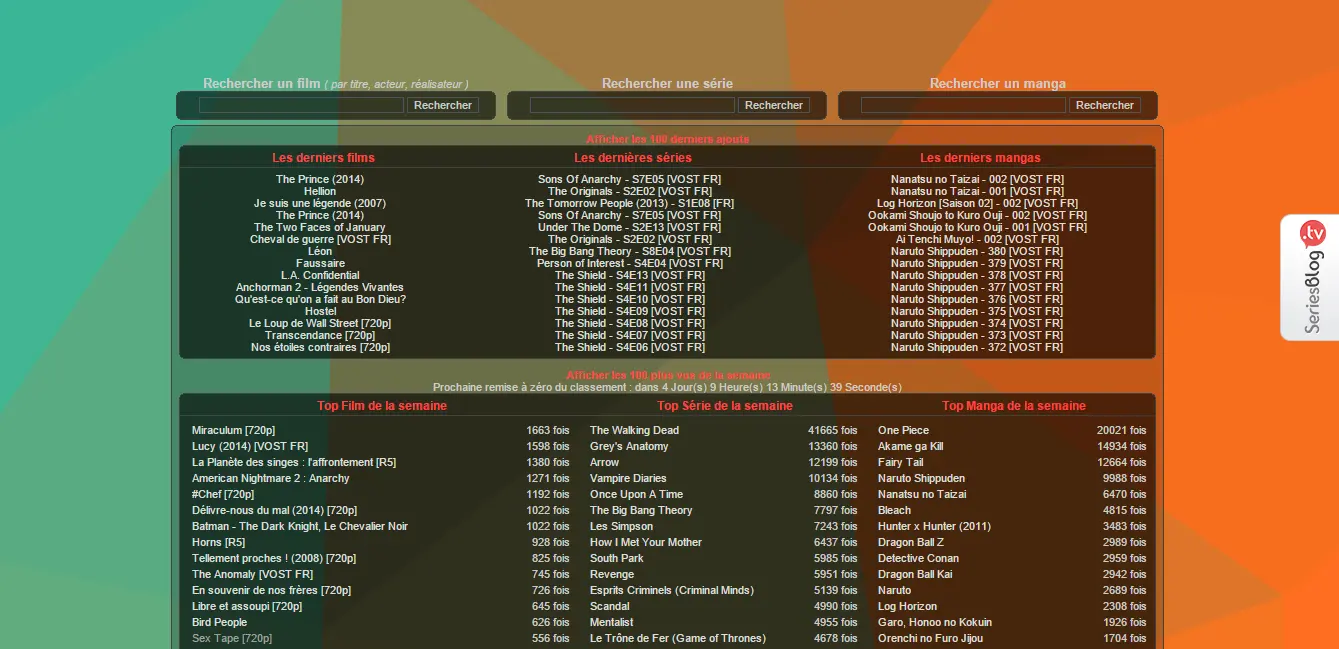 Rechercher un film ( par titre, acteur, réalisateur )
Rechercher une série
Rechercher un manga
Rechercher
Rechercher
Rechercher
Afficher les 100 derniers ajouts
Les derniers films
The Prince (2014)
Hellion
Je suis une légende (2007)
The Prince (2014)
The Two Faces of January
Cheval de guerre [VOST FR]
Léon
Faussaire
L.A. Confidential
Anchorman 2 - Légendes Vivantes
Qu'est-ce qu'on a fait au Bon Dieu?
Hostel
Le Loup de Wall Street [720p]
Transcendance [720p]
Nos étoiles contraires [720p]
Les dernières séries
Sons Of Anarchy - S7E05 [VOST FR]
The Originals - S2E02 [VOST FR]
The Tomorrow People (2013) - S1E08 [FR]
Sons Of Anarchy - S7E05 [VOST FR]
Under The Dome - S2E13 [VOST FR]
The Originals - S2E02 [VOST FR]
The Big Bang Theory - S8E04 [VOST FR]
Person of Interest - S4E04 [VOST FR]
The Shield - S4E13 [VOST FR]
The Shield - S4E11 [VOST FR]
The Shield - S4E10 [VOST FR]
The Shield - S4E09 [VOST FR]
The Shield - S4E08 [VOST FR]
The Shield - S4E07 [VOST FR]
The Shield - S4E06 [VOST FR]
Les derniers mangas
Nanatsu no Taizai - 002 [VOST FR]
Nanatsu no Taizai - 001 [VOST FR]
Log Horizon [Saison 02] - 002 [VOST FR]
Ookami Shoujo to Kuro Ouji - 002 [VOST FR]
Ookami Shoujo to Kuro Ouji - 001 [VOST FR]
Ai Tenchi Muyo! - 002 [VOST FR]
Naruto Shippuden - 380 [VOST FR]
Naruto Shippuden - 379 [VOST FR]
Naruto Shippuden - 378 [VOST FR]
Naruto Shippuden - 377 [VOST FR]
Naruto Shippuden - 376 [VOST FR]
Naruto Shippuden - 375 [VOST FR]
Naruto Shippuden - 374 [VOST FR]
Naruto Shippuden - 373 [VOST FR]
Naruto Shippuden - 372 [VOST FR]
Afficher les 100 plus vus de la semaine
Prochaine remise à zéro du classement : dans 4 Jour(s) 9 Heure(s) 13 Minute(s) 39 Seconde(s)
Top Film de la semaine
Miraculum [720p] 1663 fois
Lucy (2014) [VOST FR] 1598 fois
La Planète des singes : l'affrontement [R5] 1380 fois
American Nightmare 2 : Anarchy 1271 fois
#Chef [720p] 1192 fois
Délivre-nous du mal (2014) [720p] 1022 fois
Batman - The Dark Knight, Le Chevalier Noir 1022 fois
Horns [R5] 928 fois
Tellement proches ! (2008) [720p] 825 fois
The Anomaly [VOST FR] 745 fois
En souvenir de nos frères [720p] 726 fois
Libre et assoupi [720p] 645 fois
Bird People 626 fois
Sex Tape [720p] 556 fois
Top Série de la semaine
The Walking Dead 41665 fois
Grey's Anatomy 13360 fois
Arrow 12199 fois
Vampire Diaries 10134 fois
Once Upon A Time 8860 fois
The Big Bang Theory 7797 fois
Les Simpson 7243 fois
How I Met Your Mother 6437 fois
South Park 5985 fois
Revenge 5951 fois
Esprits Criminels (Criminal Minds) 5139 fois
Scandal 4990 fois
Mentalist 4955 fois
Le Trône de Fer (Game of Thrones) 4678 fois
Top Manga de la semaine
One Piece 20021 fois
Akame ga Kill 14934 fois
Fairy Tail 12664 fois
Naruto Shippuden 9988 fois
Nanatsu no Taizai 6470 fois
Bleach 4815 fois
Hunter x Hunter (2011) 3483 fois
Dragon Ball Z 2989 fois
Detective Conan 2959 fois
Dragon Ball Kai 2942 fois
Naruto 2689 fois
Log Horizon 2308 fois
Garo, Honoo no Kokuin 1926 fois
Orenchi no Furo Jijou 1704 fois
SeriesBlog .tv